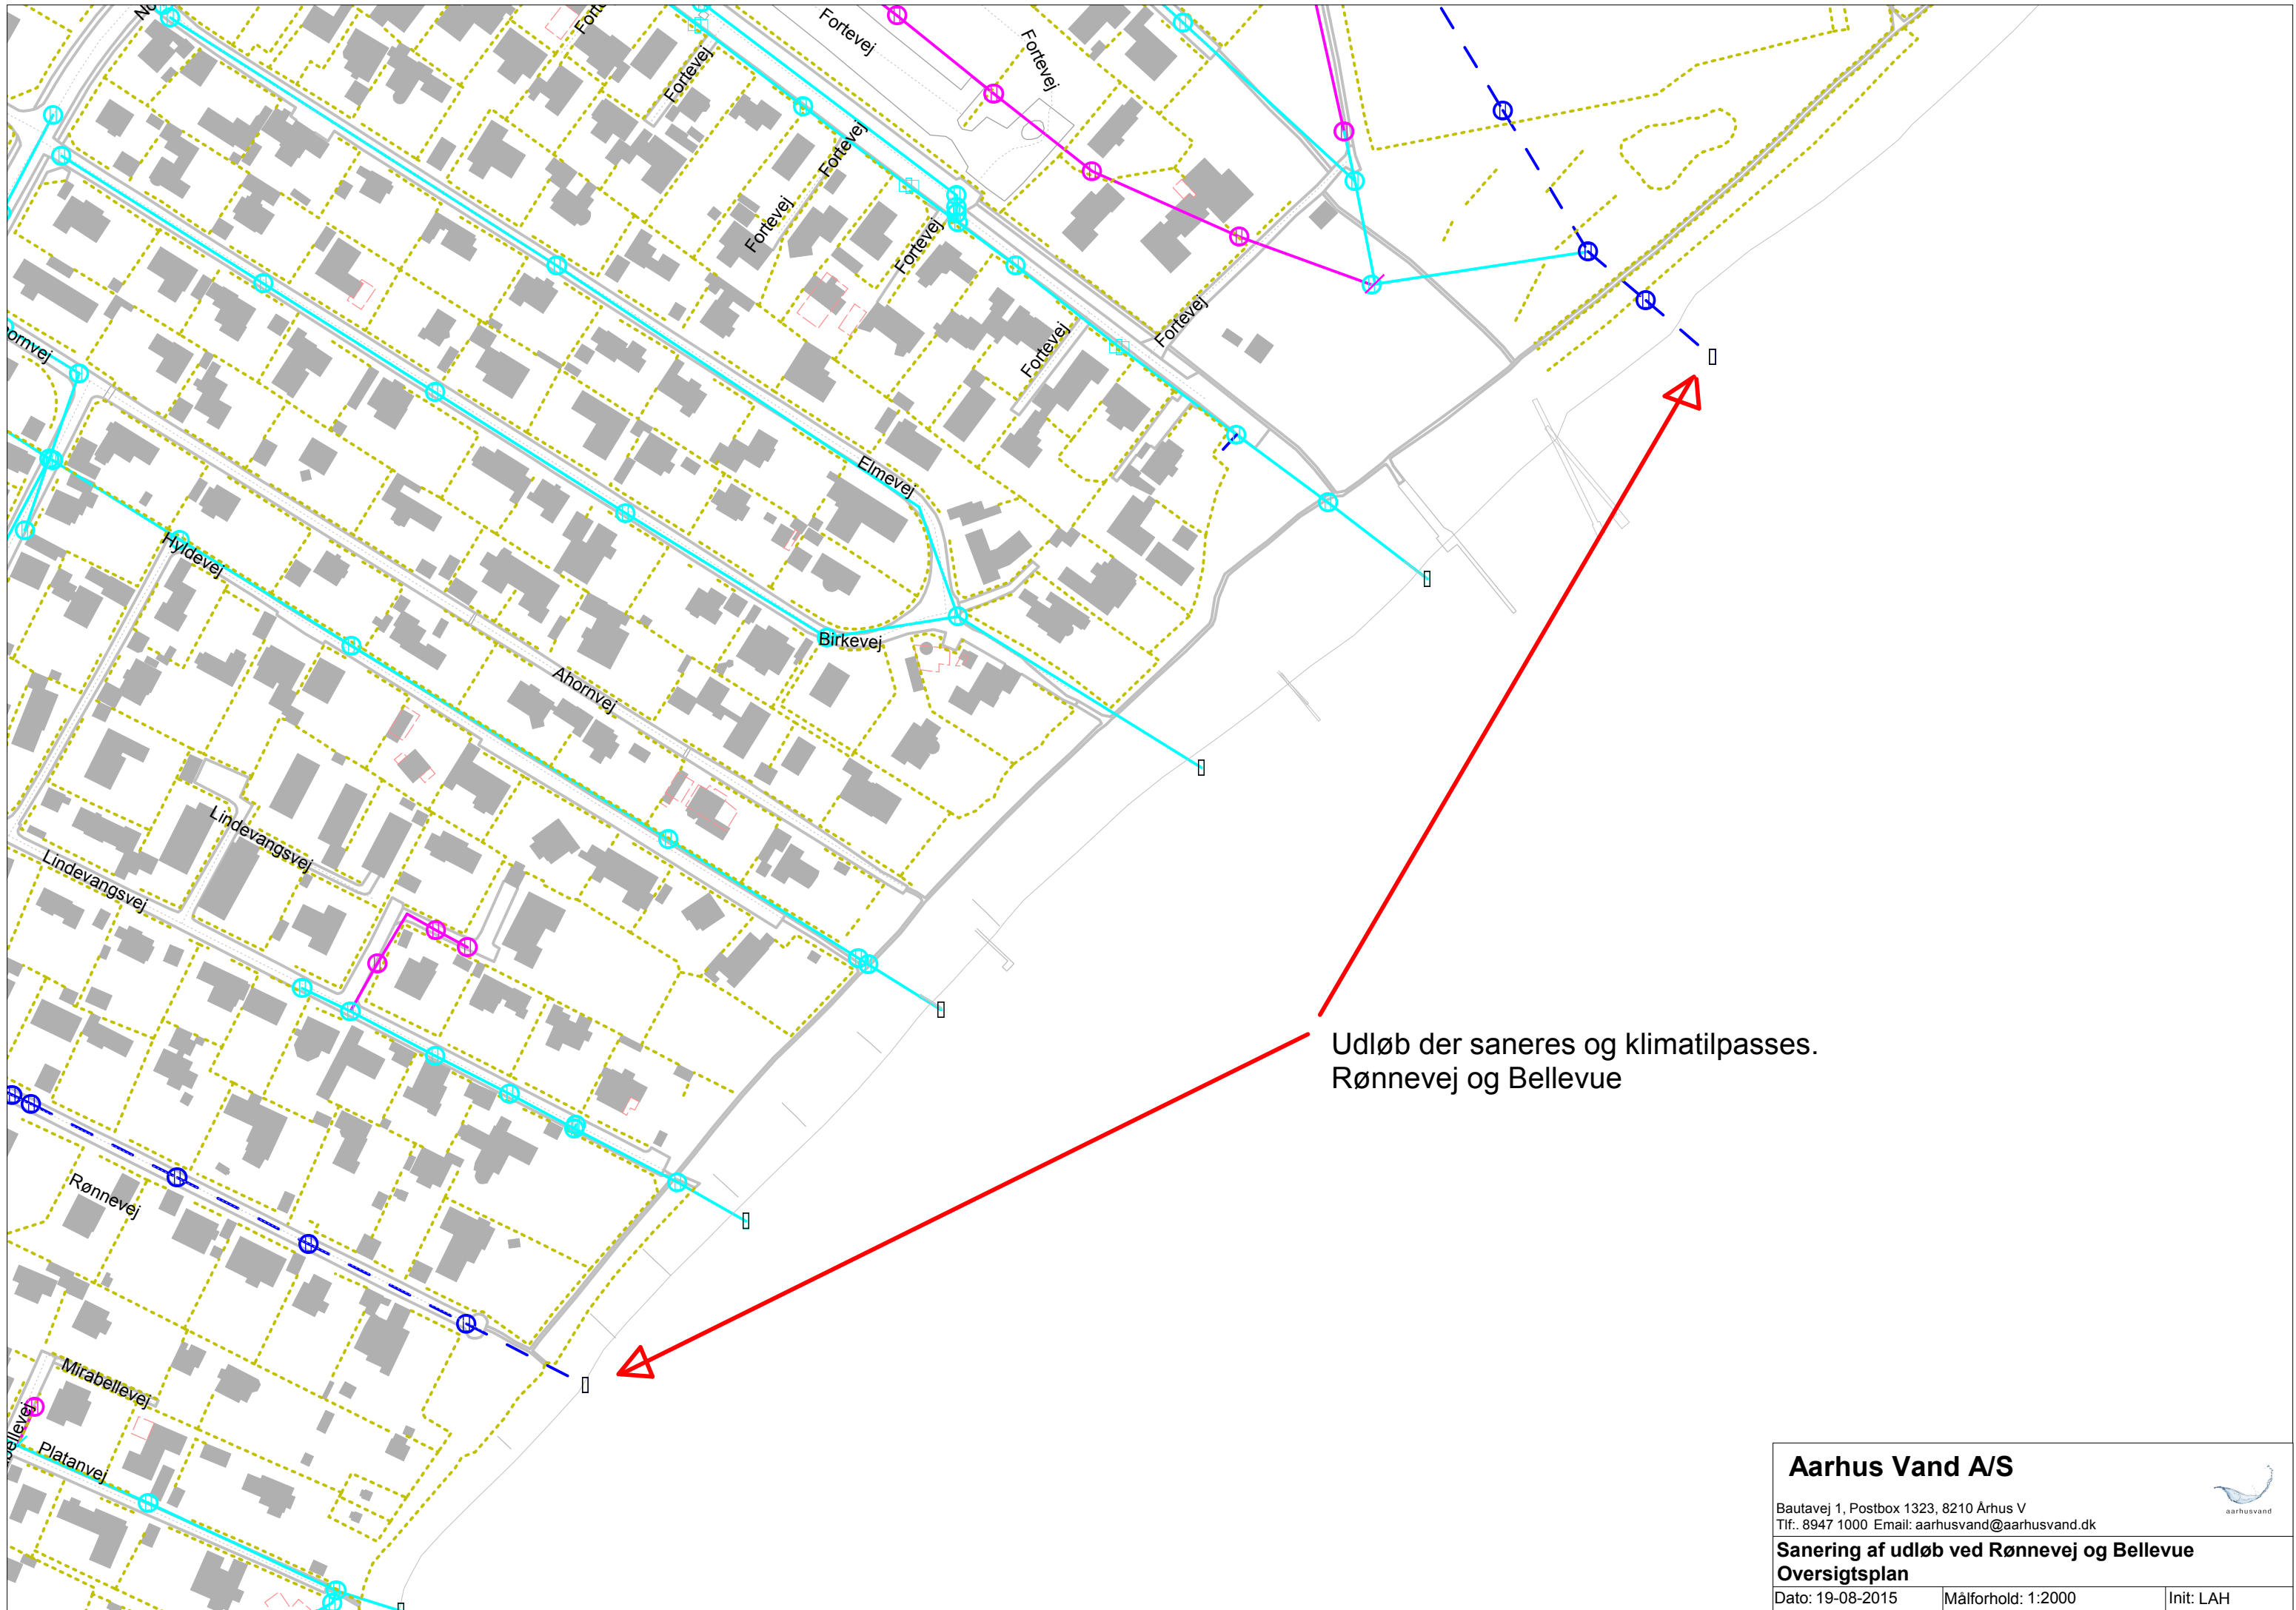 Fortevej
Fortevej
Fortevej
Fortevej
Fortevej
Fortevej
Fortevej
Fortevej
Elmevej
Hyldevej
Birkevej
Ahornvej
Lindevangsvej
Lindevangsvej
Rønnevej
Mirabellevej
Platanvej
Udløb der saneres og klimatilpasses.
Rønnevej og Bellevue
Aarhus Vand A/S
aarhusvand
Bautavej 1, Postbox 1323, 8210 Århus V
Tlf:. 8947 1000 Email: aarhusvand@aarhusvand.dk
Sanering af udløb ved Rønnevej og Bellevue
Oversigtsplan
Dato: 19-08-2015 Målforhold: 1:2000 Init: LAH